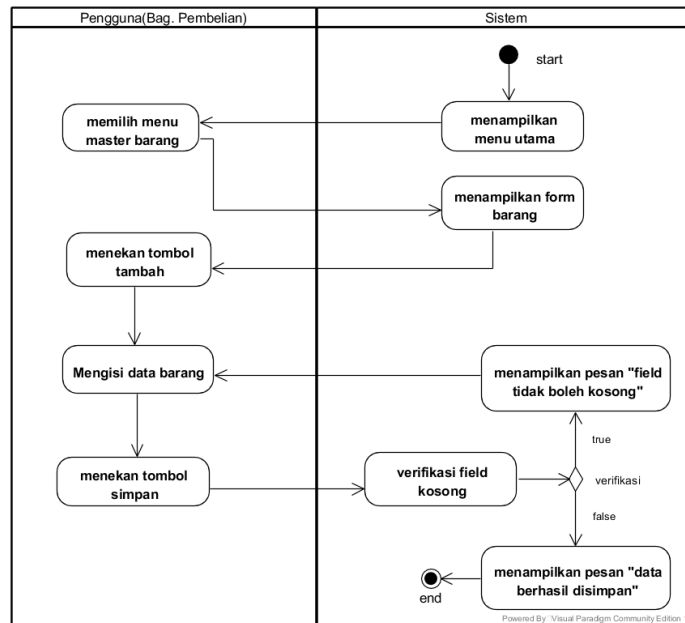 Pengguna(Bag. Pembelian)
Sistem
start
menampilkan
menu utama
memilih menu
master barang
menampilkan form
barang
menekan tombol
tambah
Mengisi data barang
menampilkan pesan "field
tidak boleh kosong"
true
menekan tombol
simpan
verifikasi field
kosong
verifikasi
false
menampilkan pesan "data
berhasil disimpan"
end
Powered By Visual Paradigm Community Edition